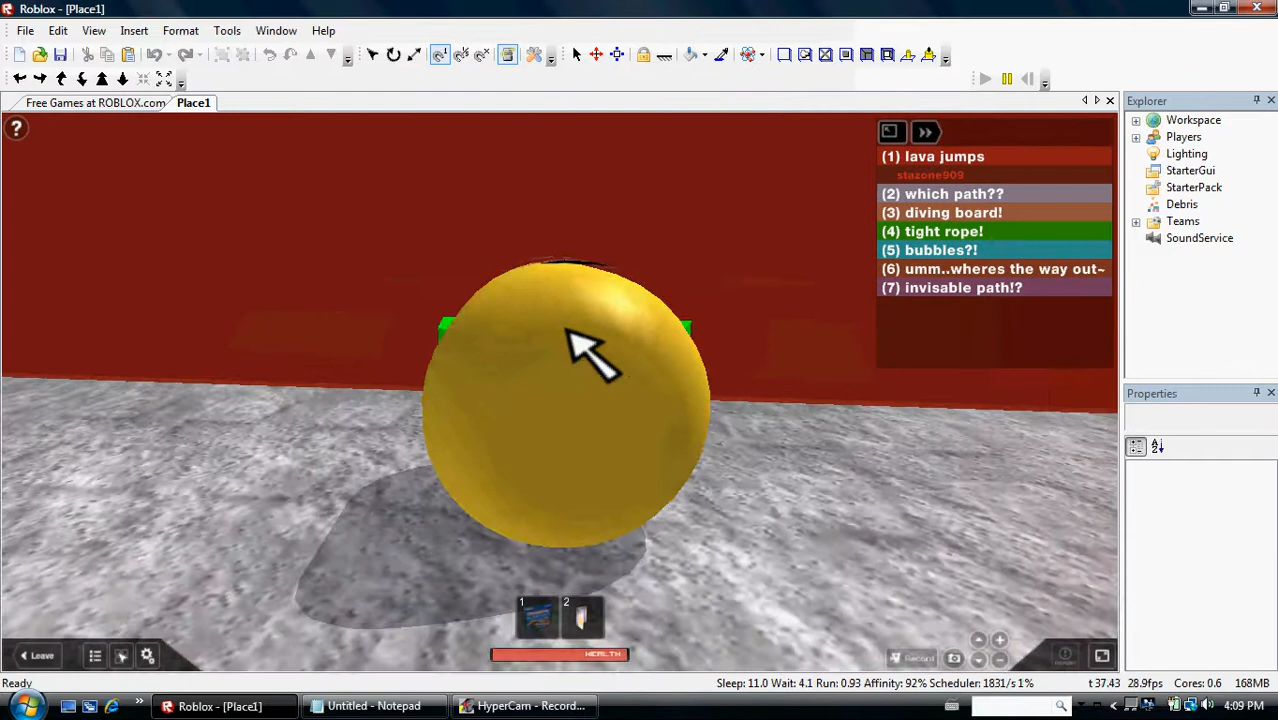 Roblox - [Place1]
File Edit View Insert Format Tools Window Help
Free Games at ROBLOX.com Place1
Explorer
Workspace
Players
Lighting
StarterGui
StarterPack
Debris
Teams
SoundService
Properties
?
(1) lava jumps
stazone909
(2) which path??
(3) diving board!
(4) tight rope!
(5) bubbles?!
(6) umm..wheres the way out~
(7) invisable path!?
1 2
HEALTH
Leave
Record
Ready
Sleep: 11.0 Wait: 4.1 Run: 0.93 Affinity: 92% Scheduler: 1831/s 1% t 37.43 28.9fps Cores: 0.6 168MB
Roblox - [Place1] Untitled - Notepad HyperCam - Record... 4:09 PM